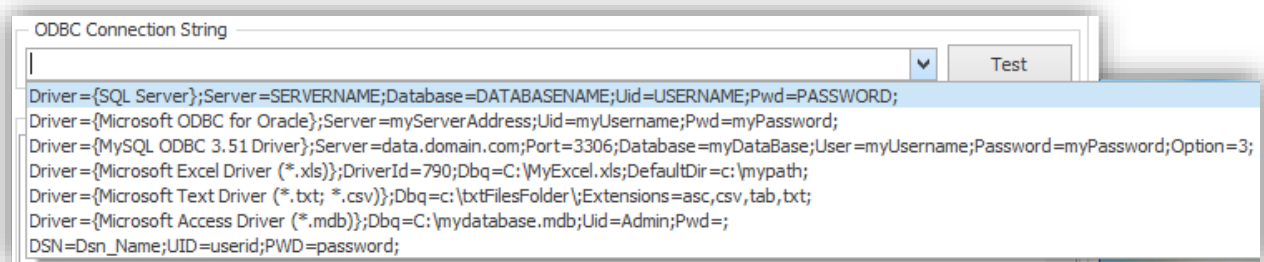 ODBC Connection String
Test
Driver={SQL Server};Server=SERVERNAME;Database=DATABASENAME;Uid=USERNAME;Pwd=PASSWORD;
Driver={Microsoft ODBC for Oracle};Server=myServerAddress;Uid=myUsername;Pwd=myPassword;
Driver={MySQL ODBC 3.51 Driver};Server=data.domain.com;Port=3306;Database=myDataBase;User=myUsername;Password=myPassword;Option=3;
Driver={Microsoft Excel Driver (*.xls)};DriverId=790;Dbq=C:\MyExcel.xls;DefaultDir=c:\mypath;
Driver={Microsoft Text Driver (*.txt; *.csv)};Dbq=c:\txtFilesFolder\;Extensions=asc,csv,tab,txt;
Driver={Microsoft Access Driver (*.mdb)};Dbq=C:\mydatabase.mdb;Uid=Admin;Pwd=;
DSN=Dsn_Name;UID=userid;PWD=password;